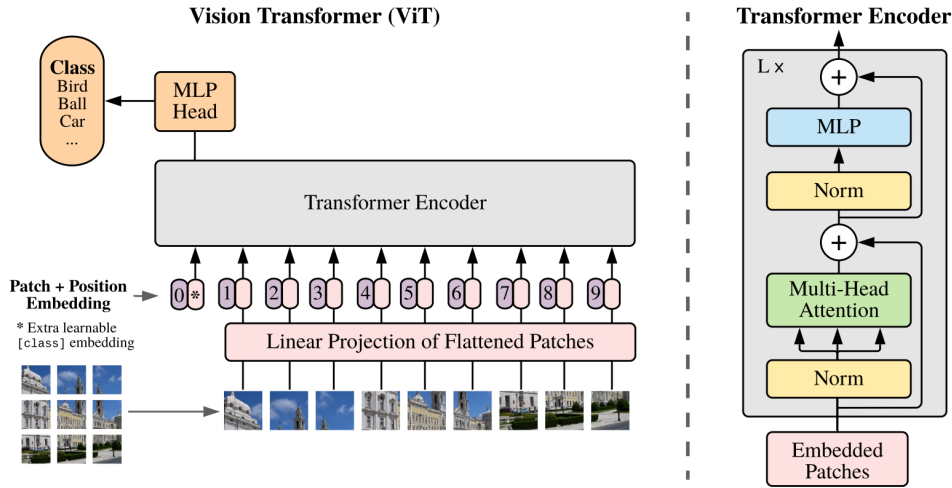 Vision Transformer (ViT)
Class
Bird
Ball
Car
...
MLP
Head
Transformer Encoder
Patch + Position
Embedding
0 * 1 2 3 4 5 6 7 8 9
* Extra learnable
[class] embedding
Linear Projection of Flattened Patches
Transformer Encoder
L ×
+
MLP
Norm
+
Multi-Head
Attention
Norm
Embedded
Patches